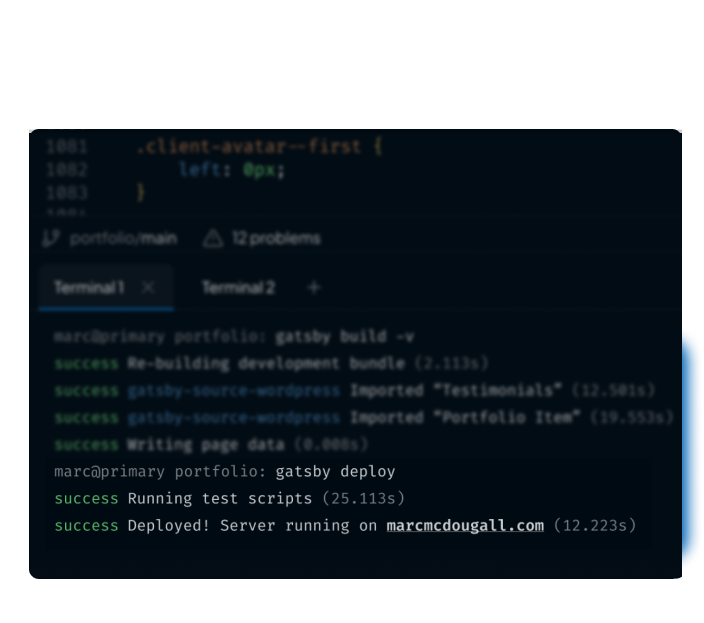 1081 .client-avatar--first {
1082 left: 0px;
1083 }
portfolio/main 12 problems
Terminal 1 Terminal 2
marc@primary portfolio: gatsby build -v
success Re-building development bundle (2.113s)
success gatsby-source-wordpress Imported “Testimonials” (12.501s)
success gatsby-source-wordpress Imported “Portfolio Item” (19.553s)
success Writing page data (0.008s)
marc@primary portfolio: gatsby deploy
success Running test scripts (25.113s)
success Deployed! Server running on marcmcdougall.com (12.223s)